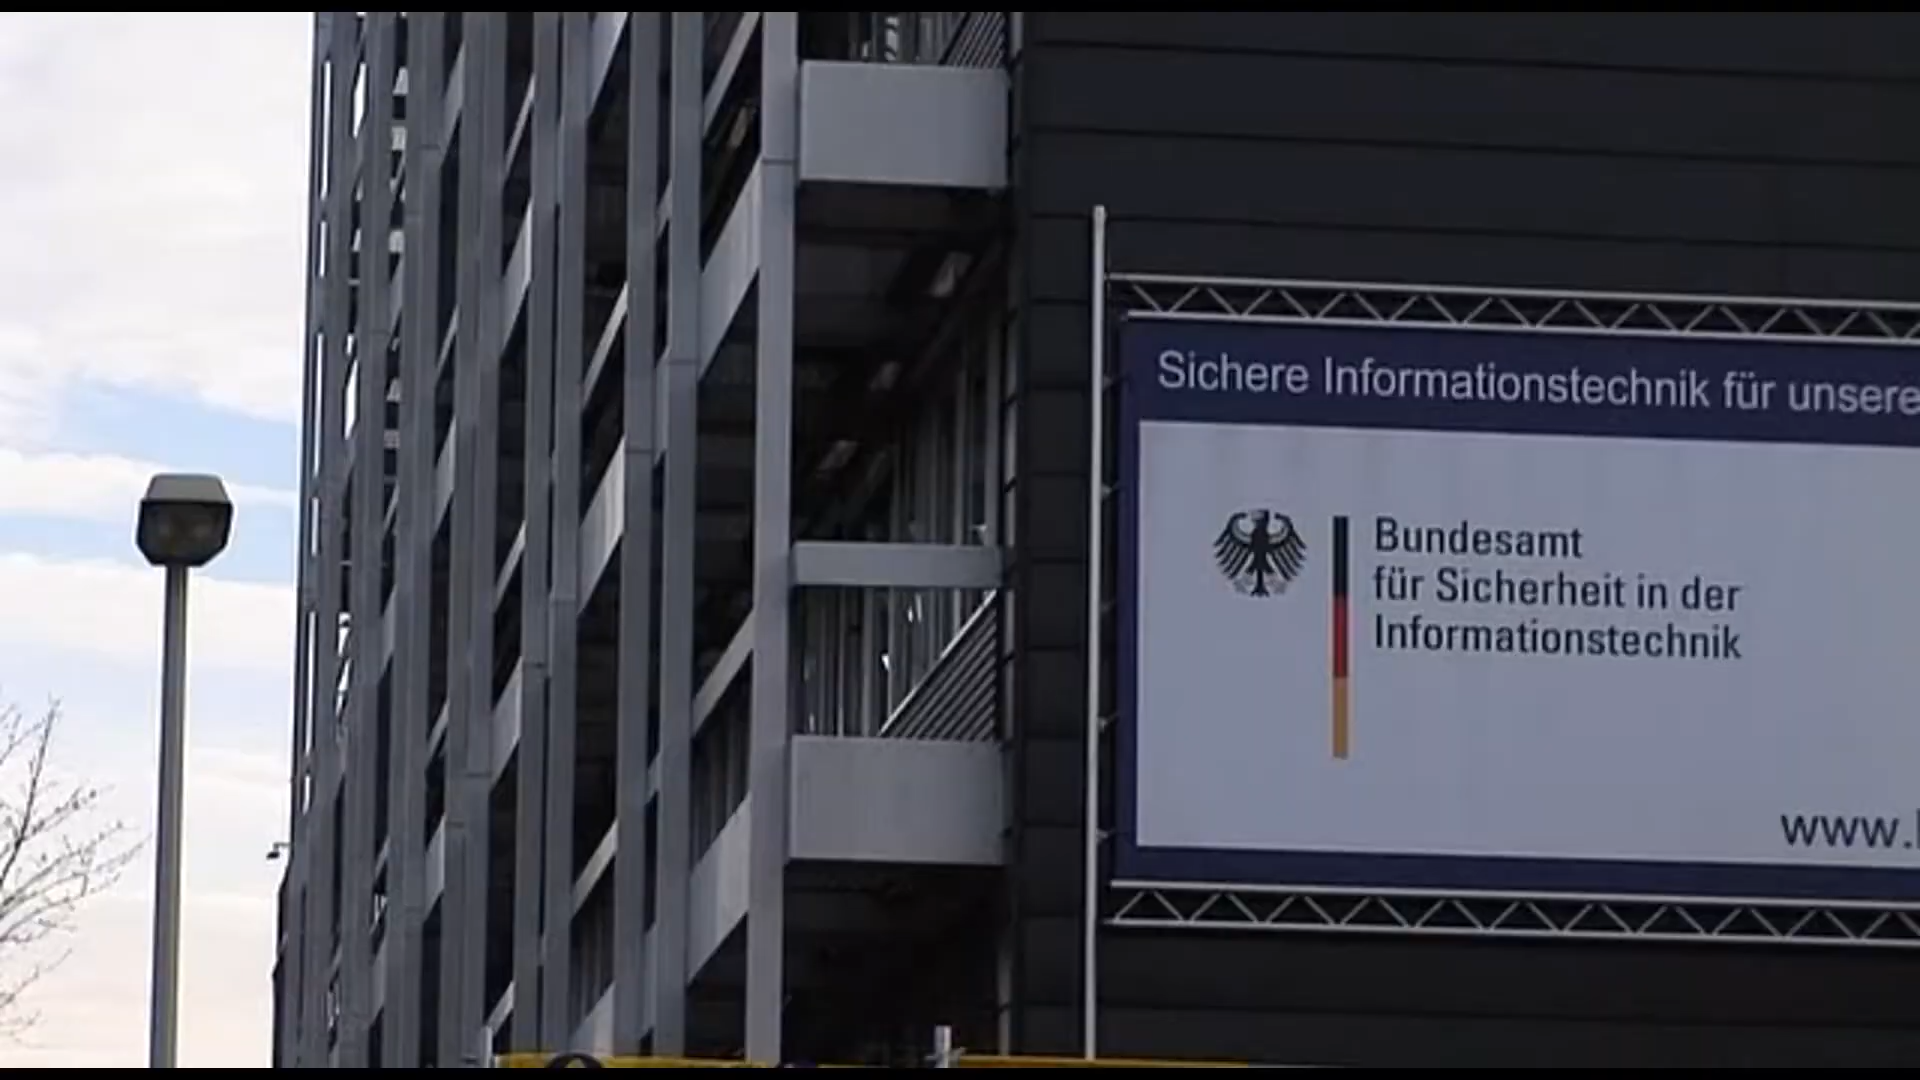 Sichere Informationstechnik für unsere
Bundesamt
für Sicherheit in der
Informationstechnik
www.